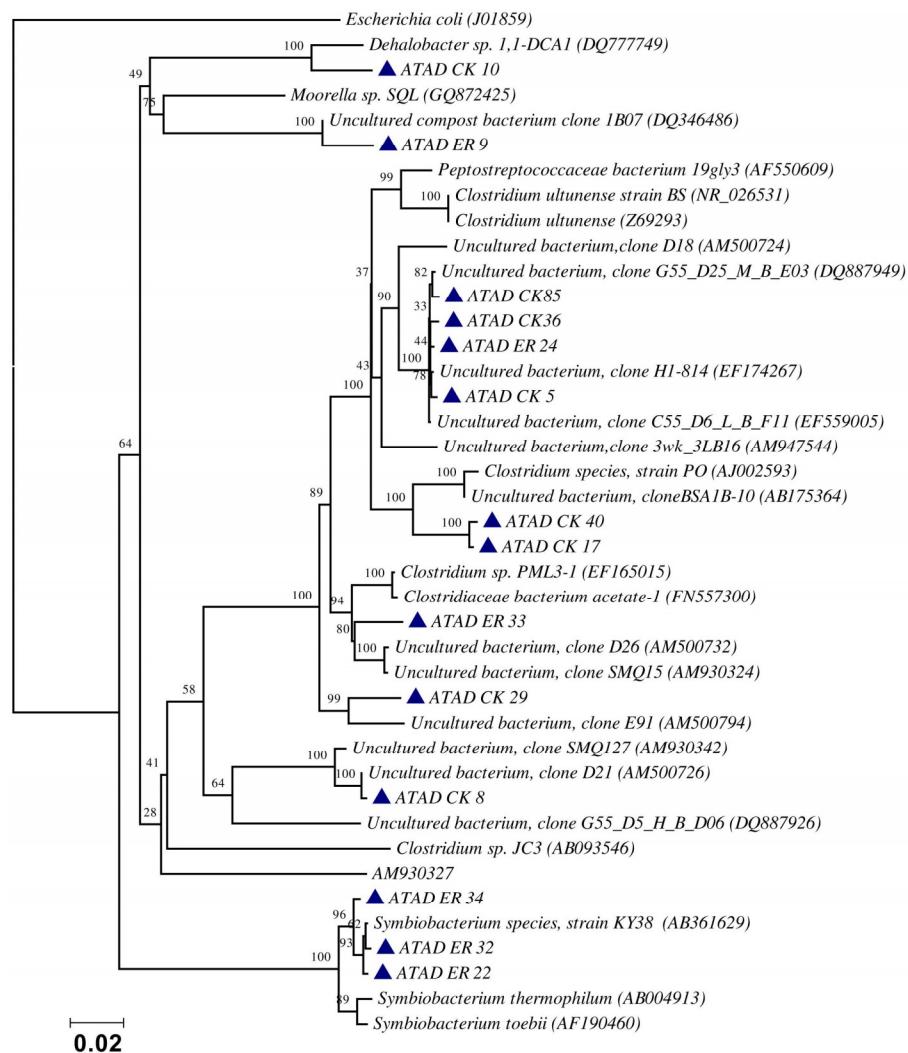 Escherichia coli (J01859)
100
Dehalobacter sp. 1,1-DCA1 (DQ777749)
ATAD CK 10
49
75
Moorella sp. SQL (GQ872425)
100
Uncultured compost bacterium clone 1B07 (DQ346486)
ATAD ER 9
99
Peptostreptococcaceae bacterium 19gly3 (AF550609)
100
Clostridium ultunense strain BS (NR_026531)
Clostridium ultunense (Z69293)
Uncultured bacterium,clone D18 (AM500724)
37
82
Uncultured bacterium, clone G55_D25_M_B_E03 (DQ887949)
ATAD CK85
90
33
ATAD CK36
44
ATAD ER 24
43
100
78
Uncultured bacterium, clone H1-814 (EF174267)
100
ATAD CK 5
Uncultured bacterium, clone C55_D6_L_B_F11 (EF559005)
64
Uncultured bacterium,clone 3wk_3LB16 (AM947544)
100
Clostridium species, strain PO (AJ002593)
100
Uncultured bacterium, cloneBSA1B-10 (AB175364)
89
100
ATAD CK 40
ATAD CK 17
100
Clostridium sp. PML3-1 (EF165015)
100
94
Clostridiaceae bacterium acetate-1 (FN557300)
80
ATAD ER 33
100
Uncultured bacterium, clone D26 (AM500732)
Uncultured bacterium, clone SMQ15 (AM930324)
58
99
ATAD CK 29
Uncultured bacterium, clone E91 (AM500794)
100
Uncultured bacterium, clone SMQ127 (AM930342)
41
100
Uncultured bacterium, clone D21 (AM500726)
64
ATAD CK 8
28
Uncultured bacterium, clone G55_D5_H_B_D06 (DQ887926)
Clostridium sp. JC3 (AB093546)
AM930327
ATAD ER 34
96
62
Symbiobacterium species, strain KY38 (AB361629)
93
ATAD ER 32
100
ATAD ER 22
89
Symbiobacterium thermophilum (AB004913)
Symbiobacterium toebii (AF190460)
0.02